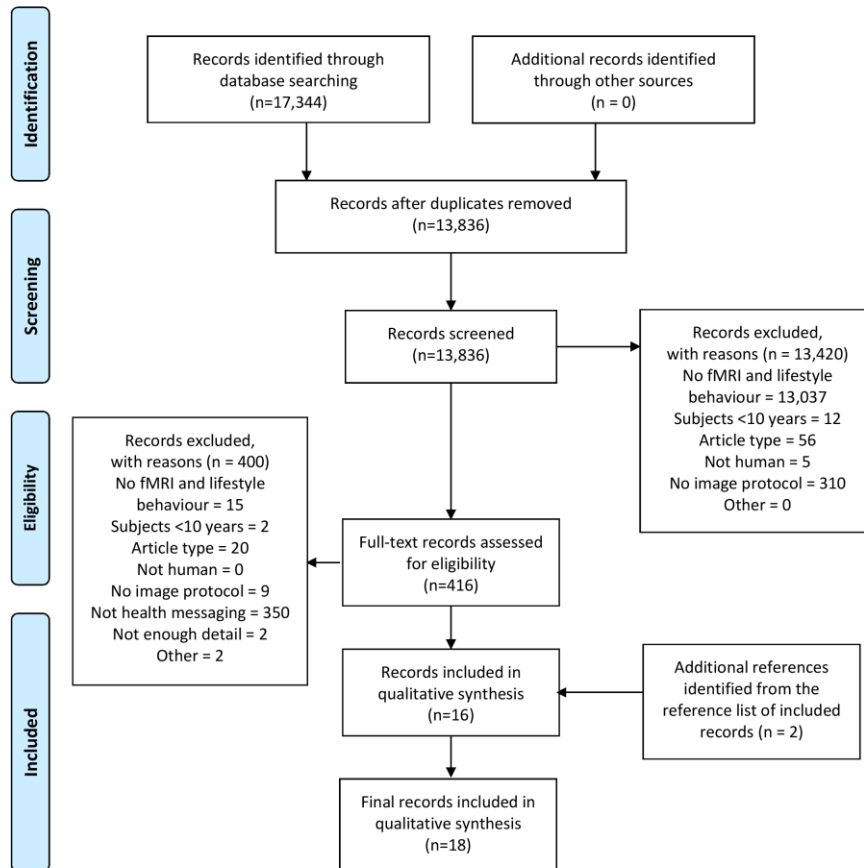 Identification
Records identified through
database searching
(n=17,344)
Additional records identified
through other sources
(n = 0)
Records after duplicates removed
(n=13,836)
Screening
Records screened
(n=13,836)
Records excluded,
with reasons (n = 13,420)
No fMRI and lifestyle
behaviour = 13,037
Subjects <10 years = 12
Article type = 56
Not human = 5
No image protocol = 310
Other = 0
Eligibility
Records excluded,
with reasons (n = 400)
No fMRI and lifestyle
behaviour = 15
Subjects <10 years = 2
Article type = 20
Not human = 0
No image protocol = 9
Not health messaging = 350
Not enough detail = 2
Other = 2
Full-text records assessed
for eligibility
(n=416)
Included
Records included in
qualitative synthesis
(n=16)
Additional references
identified from the
reference list of included
records (n = 2)
Final records included in
qualitative synthesis
(n=18)